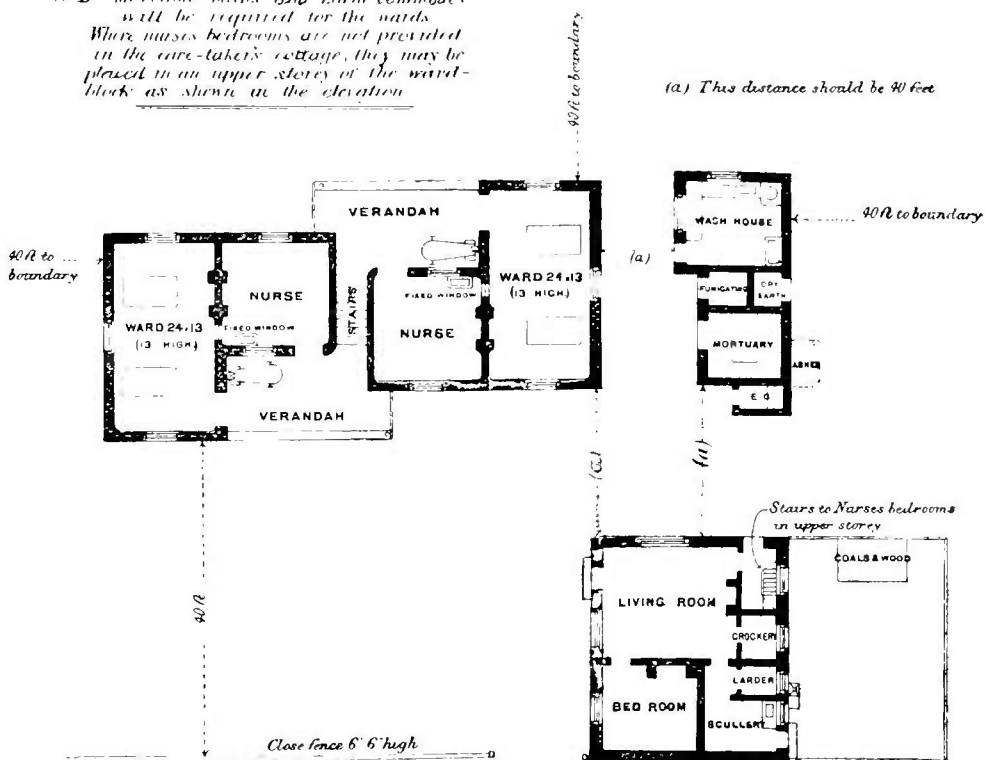 will be required for the wards
Where nurses bedrooms are not provided
in the care-taker's cottage, they may be
placed in an upper storey of the ward-
block as shown in the elevation
(a) This distance should be 40 feet
40 ft to boundary
VERANDAH
WASH HOUSE
40 ft to boundary
40 ft to
boundary
(a)
NURSE
STAIRS
WARD 24.13
(13 HIGH.)
FIXED WINDOW
FUMIGATING
DRY
EARTH
WARD 24.13
(13 HIGH.)
FIXED WINDOW
NURSE
MORTUARY
ASHES
VERANDAH
E C
(a)
(a)
Stairs to Nurses bedrooms
in upper storey
COALS & WOOD
40 ft
LIVING ROOM
CROCKERY
LARDER
BED ROOM
SCULLERY
Close fence 6' 6" high